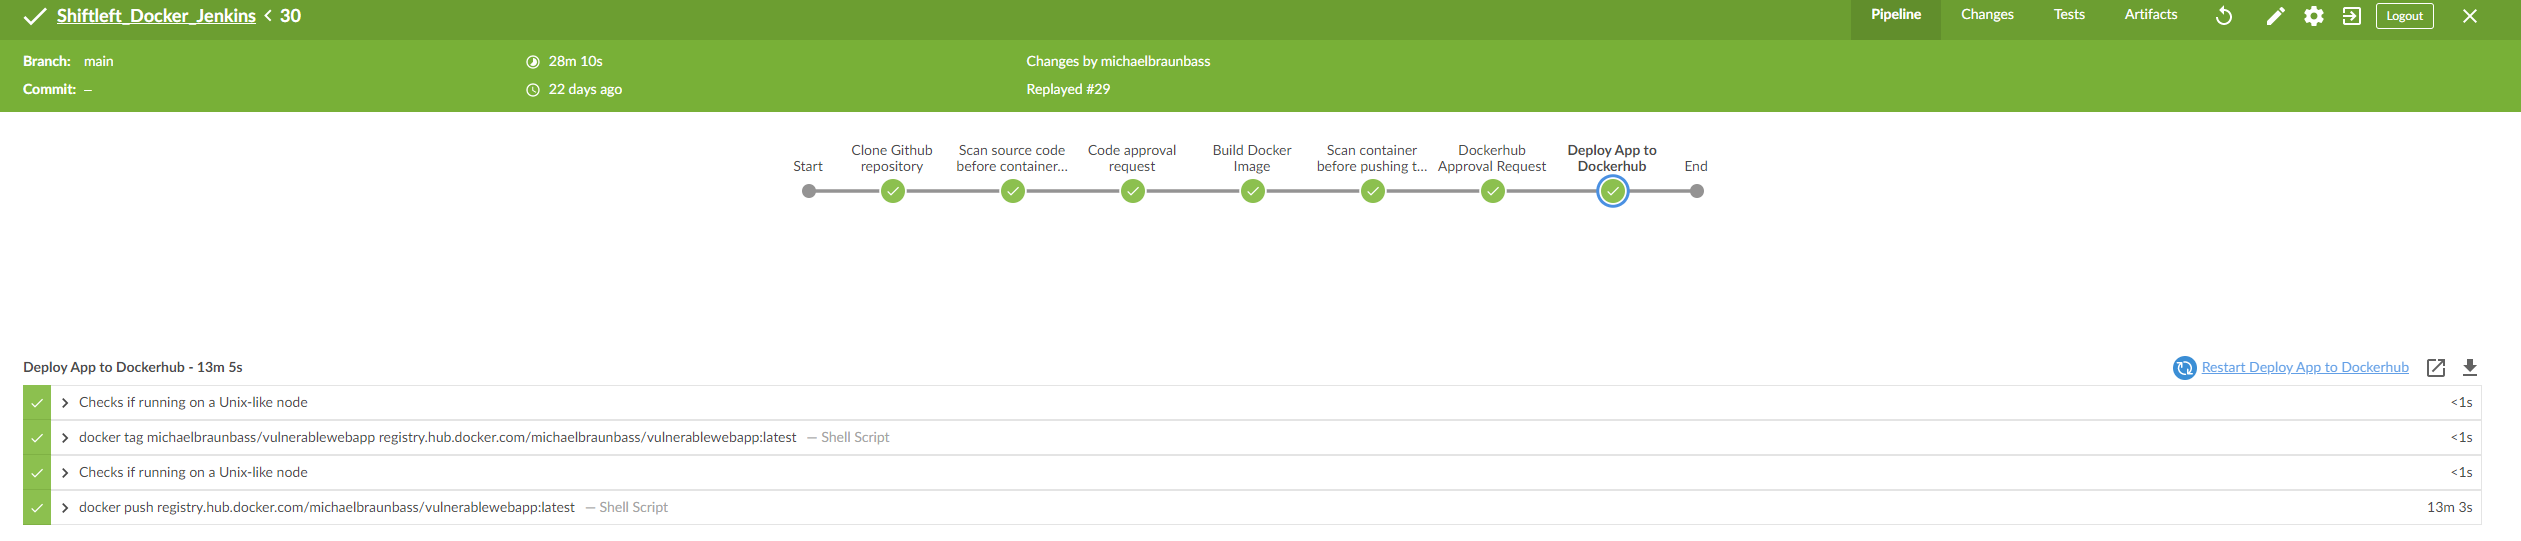 Shiftleft_Docker_Jenkins < 30
Pipeline
Changes
Tests
Artifacts
Logout
Branch: main
28m 10s
Changes by michaelbraunbass
Commit: –
22 days ago
Replayed #29
Start
Clone Github
repository
Scan source code
before container...
Code approval
request
Build Docker
Image
Scan container
before pushing t...
Dockerhub
Approval Request
Deploy App to
Dockerhub
End
Deploy App to Dockerhub - 13m 5s
Restart Deploy App to Dockerhub
Checks if running on a Unix-like node
<1s
docker tag michaelbraunbass/vulnerablewebapp registry.hub.docker.com/michaelbraunbass/vulnerablewebapp:latest — Shell Script
<1s
Checks if running on a Unix-like node
<1s
docker push registry.hub.docker.com/michaelbraunbass/vulnerablewebapp:latest — Shell Script
13m 3s